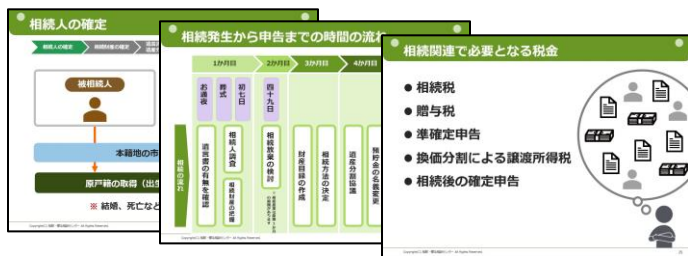 相続人の確定
相続人の確定
相続財産の確定
被相続人
本籍地の市
原戸籍の取得（出生
※ 結婚、死亡など
相続発生から申告までの時間の流れ
1か月目
2か月目
3か月目
4か月目
お通夜
葬式
初七日
四十九日
相続の流れ
遺言書の有無を確認
相続人調査
相続財産の把握
相続放棄の検討
財産目録の作成
相続方法の決定
遺産分割協議
預貯金の名義変更
相続関連で必要となる税金
● 相続税
● 贈与税
● 準確定申告
● 換価分割による譲渡所得税
● 相続後の確定申告